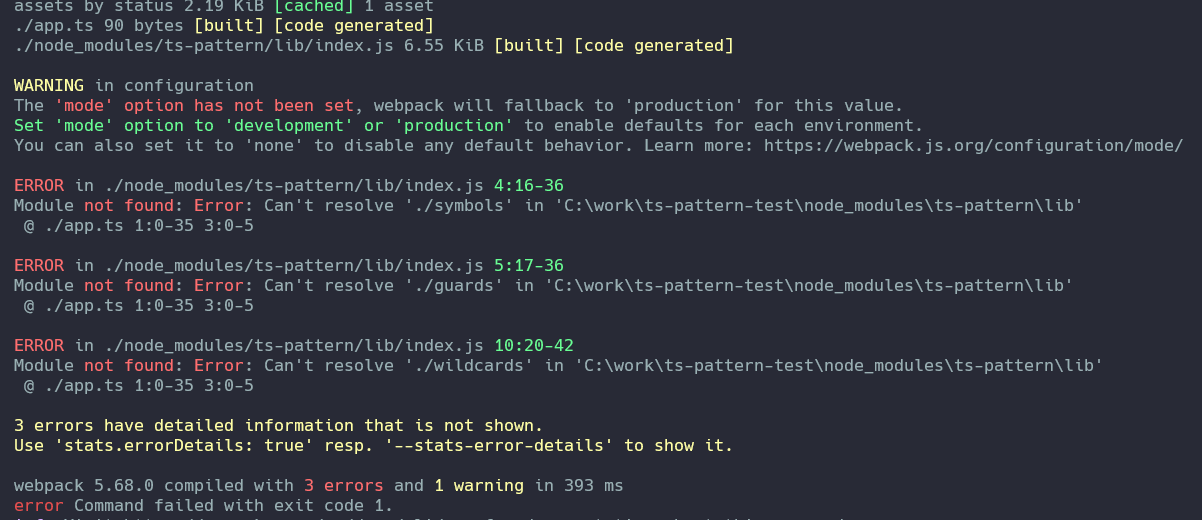 assets by status 2.19 KiB [cached] 1 asset
./app.ts 90 bytes [built] [code generated]
./node_modules/ts-pattern/lib/index.js 6.55 KiB [built] [code generated]
WARNING in configuration
The 'mode' option has not been set, webpack will fallback to 'production' for this value.
Set 'mode' option to 'development' or 'production' to enable defaults for each environment.
You can also set it to 'none' to disable any default behavior. Learn more: https://webpack.js.org/configuration/mode/
ERROR in ./node_modules/ts-pattern/lib/index.js 4:16-36
Module not found: Error: Can't resolve './symbols' in 'C:\work\ts-pattern-test\node_modules\ts-pattern\lib'
@ ./app.ts 1:0-35 3:0-5
ERROR in ./node_modules/ts-pattern/lib/index.js 5:17-36
Module not found: Error: Can't resolve './guards' in 'C:\work\ts-pattern-test\node_modules\ts-pattern\lib'
@ ./app.ts 1:0-35 3:0-5
ERROR in ./node_modules/ts-pattern/lib/index.js 10:20-42
Module not found: Error: Can't resolve './wildcards' in 'C:\work\ts-pattern-test\node_modules\ts-pattern\lib'
@ ./app.ts 1:0-35 3:0-5
3 errors have detailed information that is not shown.
Use 'stats.errorDetails: true' resp. '--stats-error-details' to show it.
webpack 5.68.0 compiled with 3 errors and 1 warning in 393 ms
error Command failed with exit code 1.